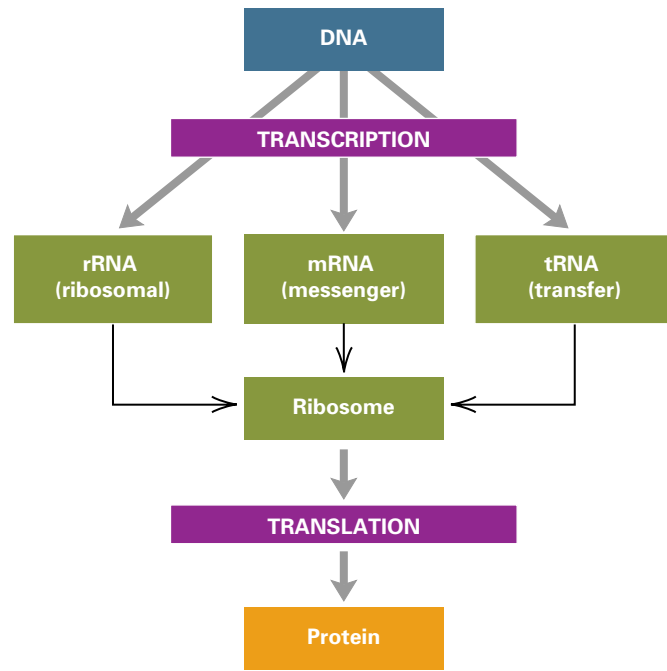 DNA
TRANSCRIPTION
rRNA
(ribosomal)
mRNA
(messenger)
tRNA
(transfer)
Ribosome
TRANSLATION
Protein